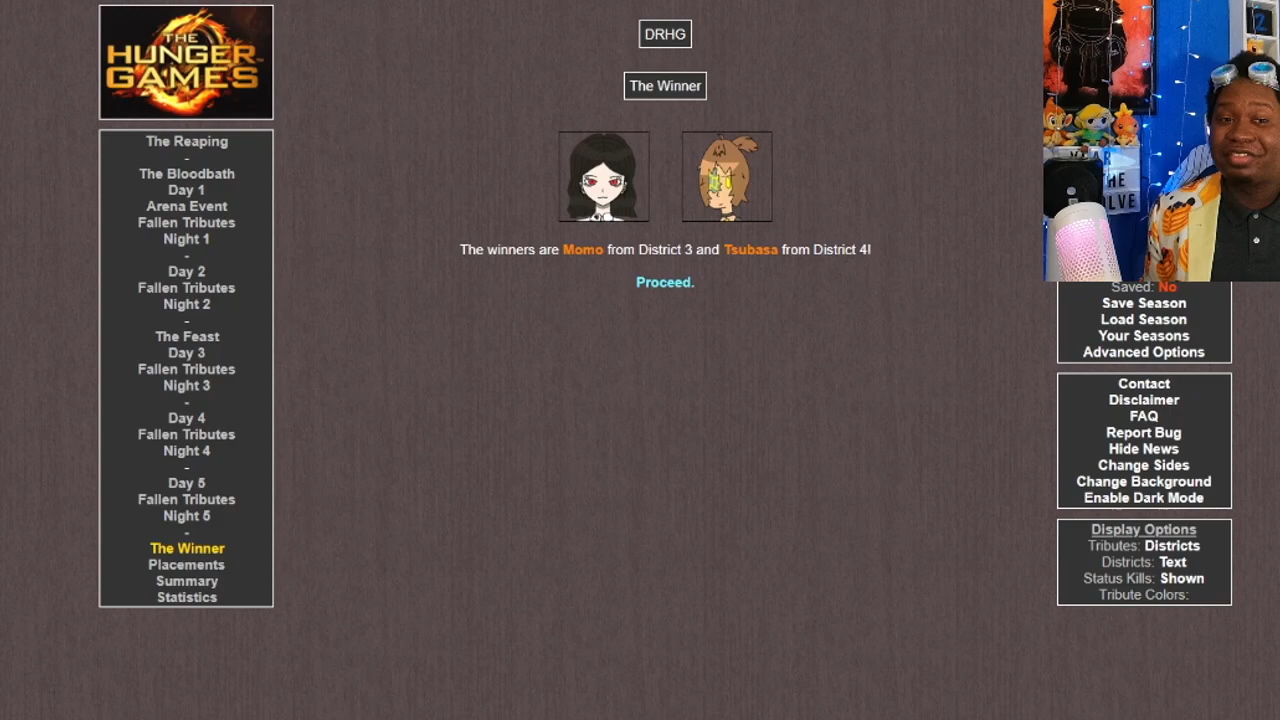 THE
HUNGER
GAMES
The Reaping
-
The Bloodbath
Day 1
Arena Event
Fallen Tributes
Night 1
-
Day 2
Fallen Tributes
Night 2
-
The Feast
Day 3
Fallen Tributes
Night 3
-
Day 4
Fallen Tributes
Night 4
-
Day 5
Fallen Tributes
Night 5
-
The Winner
Placements
Summary
Statistics
DRHG
The Winner
The winners are Momo from District 3 and Tsubasa from District 4!
Proceed.
2
THE
Saved: No
Save Season
Load Season
Your Seasons
Advanced Options
Contact
Disclaimer
FAQ
Report Bug
Hide News
Change Sides
Change Background
Enable Dark Mode
Display Options
Tributes: Districts
Districts: Text
Status Kills: Shown
Tribute Colors: